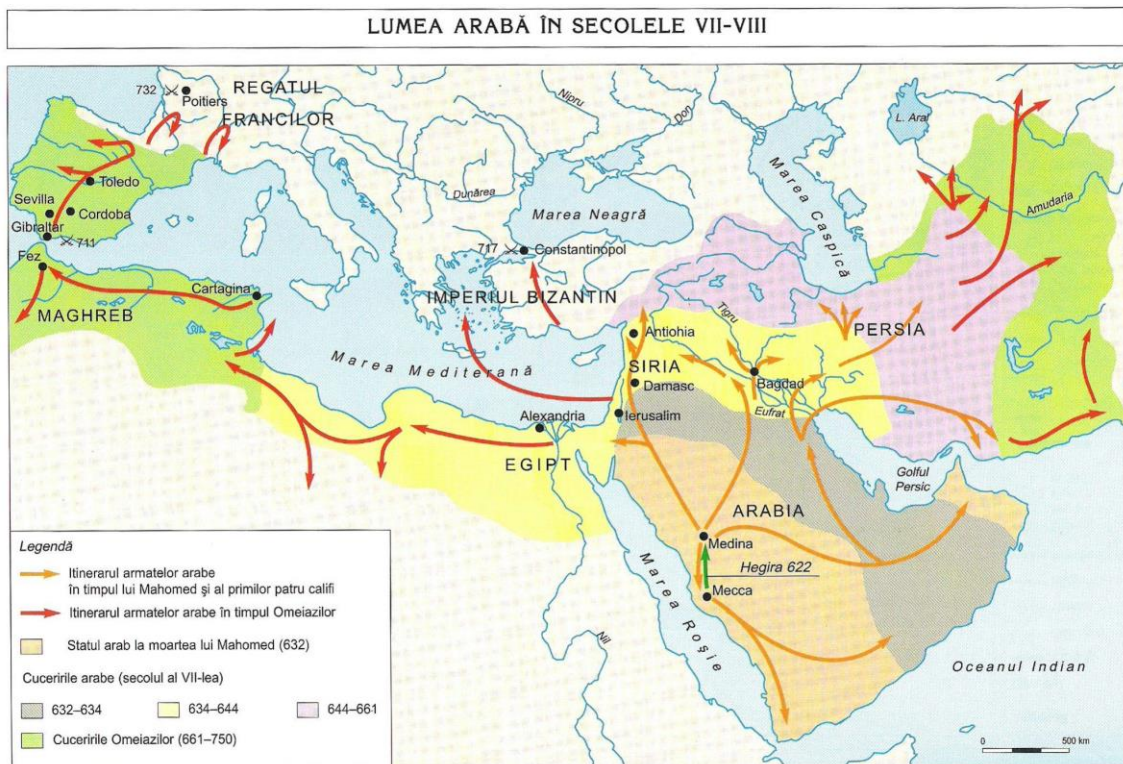 LUMEA ARABĂ ÎN SECOLELE VII-VIII
732
Poitiers
REGATUL
FRANCILOR
Nipru
Don
L. Aral
Toledo
Sevilla
Cordoba
Gibraltar
711
Fez
Dunărea
Marea Neagră
Marea Caspică
Amudaria
717
Constantinopol
Cartagina
MAGHREB
IMPERIUL BIZANTIN
Tigru
PERSIA
Antiohia
SIRIA
Marea Mediterană
Damasc
Bagdad
Eufrat
Alexandria
Ierusalim
EGIPT
Golful
Persic
ARABIA
Medina
Hegira 622
Mecca
Marea Roșie
Nil
Oceanul Indian
Legendă
Itinerarul armatelor arabe
în timpul lui Mahomed și al primilor patru califi
Itinerarul armatelor arabe în timpul Omeiazilor
Statul arab la moartea lui Mahomed (632)
Cuceririle arabe (secolul al VII-lea)
632–634 634–644 644–661
Cuceririle Omeiazilor (661–750)
0 500 km